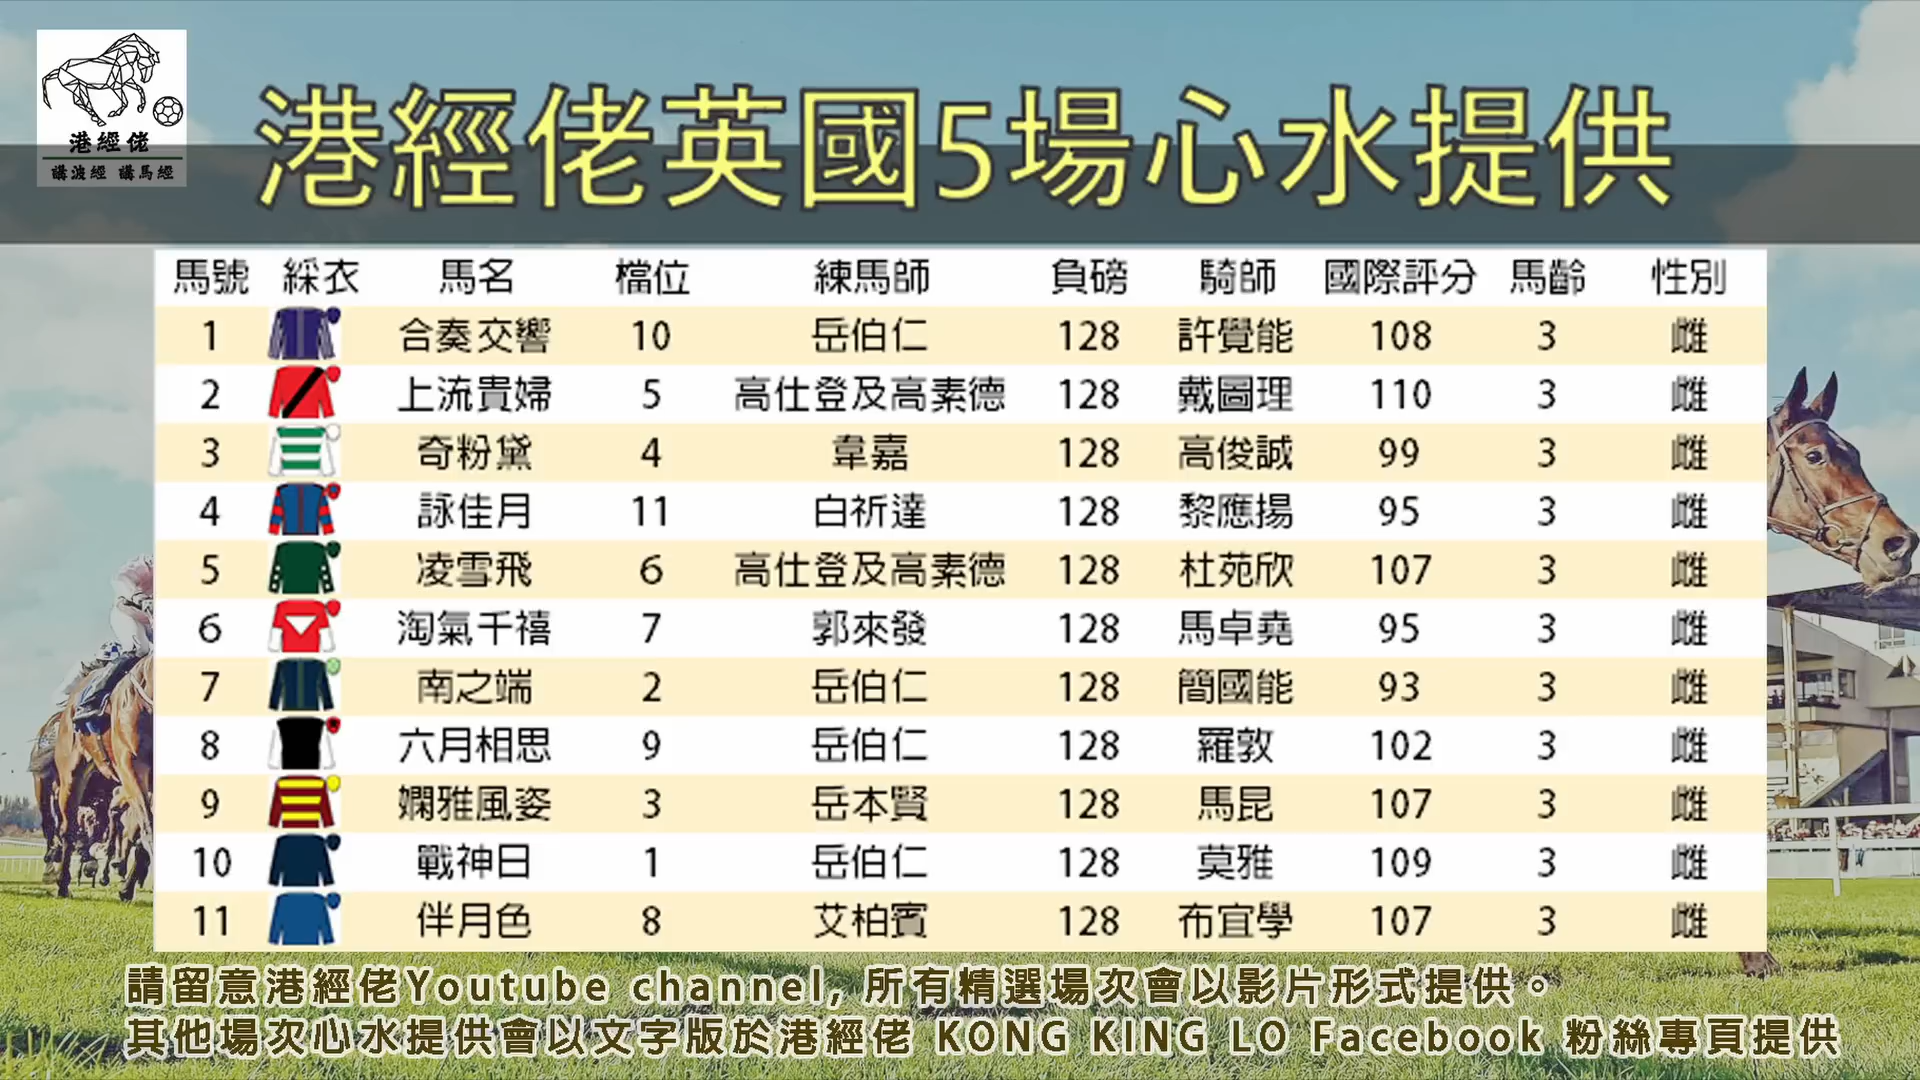 港經佬
講波經 講馬經
港經佬英國5場心水提供
馬號 綵衣 馬名 檔位 練馬師 負磅 騎師 國際評分 馬齡 性別
1 合奏交響 10 岳伯仁 128 許覺能 108 3 雌
2 上流貴婦 5 高仕登及高素德 128 戴圖理 110 3 雌
3 奇粉黛 4 韋嘉 128 高俊誠 99 3 雌
4 詠佳月 11 白祈達 128 黎應揚 95 3 雌
5 凌雪飛 6 高仕登及高素德 128 杜苑欣 107 3 雌
6 淘氣千禧 7 郭來發 128 馬卓堯 95 3 雌
7 南之端 2 岳伯仁 128 簡國能 93 3 雌
8 六月相思 9 岳伯仁 128 羅敦 102 3 雌
9 嫻雅風姿 3 岳本賢 128 馬昆 107 3 雌
10 戰神日 1 岳伯仁 128 莫雅 109 3 雌
11 伴月色 8 艾柏賓 128 布宜學 107 3 雌
請留意港經佬Youtube channel, 所有精選場次會以影片形式提供。
其他場次心水提供會以文字版於港經佬 KONG KING LO Facebook 粉絲專頁提供